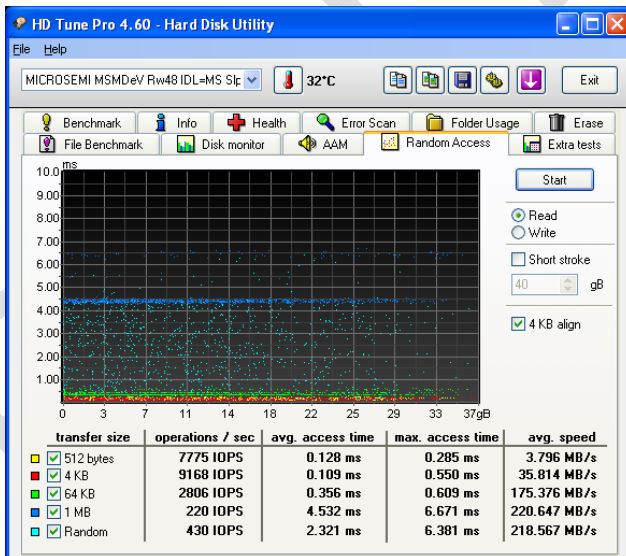 HD Tune Pro 4.60 - Hard Disk Utility
File Help
MICROSEMI MSMDeV Rw48 IDL=MS Slp 32°C Exit
Benchmark Info Health Error Scan Folder Usage Erase
File Benchmark Disk monitor AAM Random Access Extra tests
ms
10.0
9.00
8.00
7.00
6.00
5.00
4.00
3.00
2.00
1.00
0 3 7 11 14 18 22 25 29 33 37gB
Start
Read
Write
Short stroke
40 gB
4 KB align
transfer size operations / sec avg. access time max. access time avg. speed
512 bytes 7775 IOPS 0.128 ms 0.285 ms 3.796 MB/s
4 KB 9168 IOPS 0.109 ms 0.550 ms 35.814 MB/s
64 KB 2806 IOPS 0.356 ms 0.609 ms 175.376 MB/s
1 MB 220 IOPS 4.532 ms 6.671 ms 220.647 MB/s
Random 430 IOPS 2.321 ms 6.381 ms 218.567 MB/s